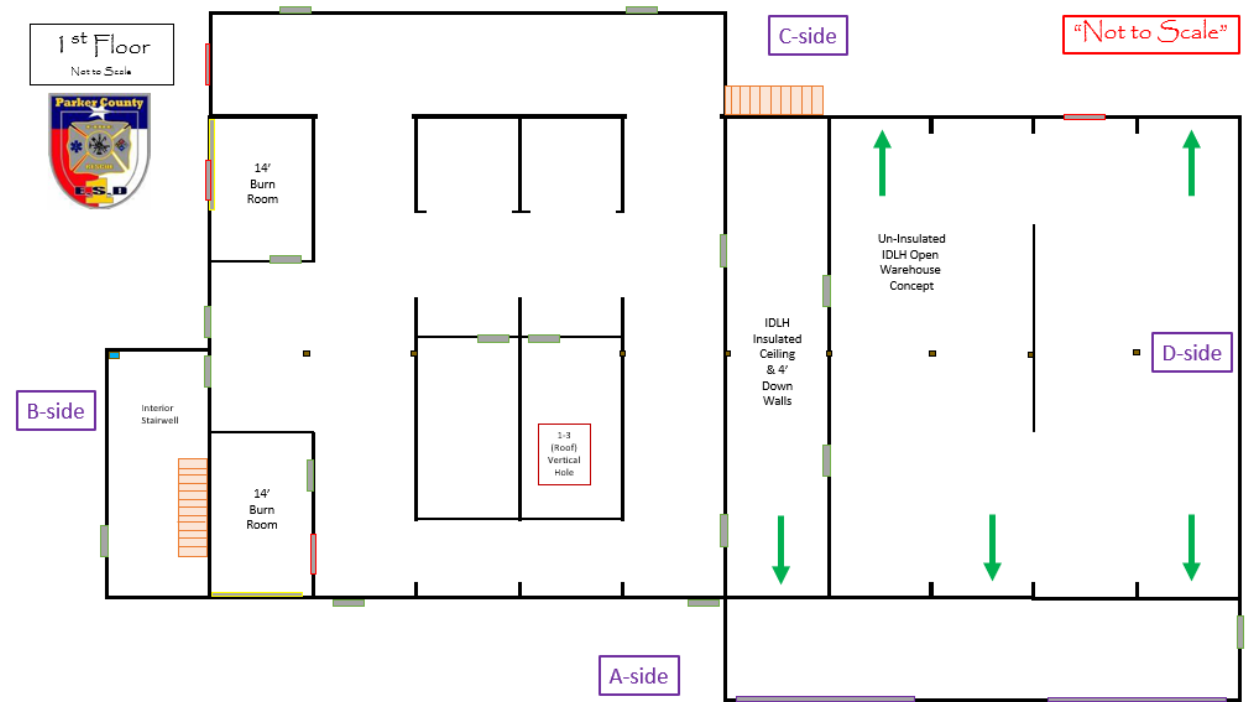 1st Floor
Not to Scale
Parker County
RESCUE
1
E.S.D
C-side
"Not to Scale"
14'
Burn
Room
Un-Insulated
IDLH Open
Warehouse
Concept
IDLH
Insulated
Ceiling
& 4'
Down
Walls
D-side
B-side
Interior
Stairwell
1-3
(Roof)
Vertical
Hole
14'
Burn
Room
A-side